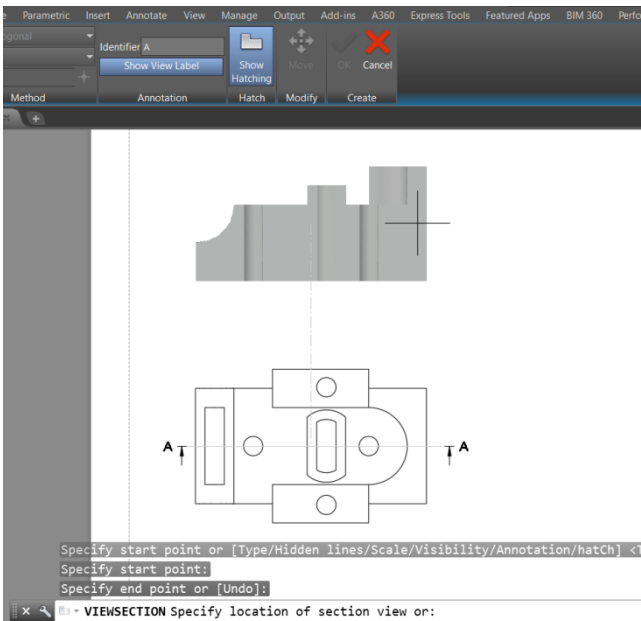 Parametric Insert Annotate View Manage Output Add-ins A360 Express Tools Featured Apps BIM 360
Identifier A
Show View Label
Show Hatching
Move
OK
Cancel
Method Annotation Hatch Modify Create
A A
Specify start point or [Type/Hidden lines/Scale/Visibility/Annotation/hatCh] <T
Specify start point:
Specify end point or [Undo]:
VIEWSECTION Specify location of section view or: